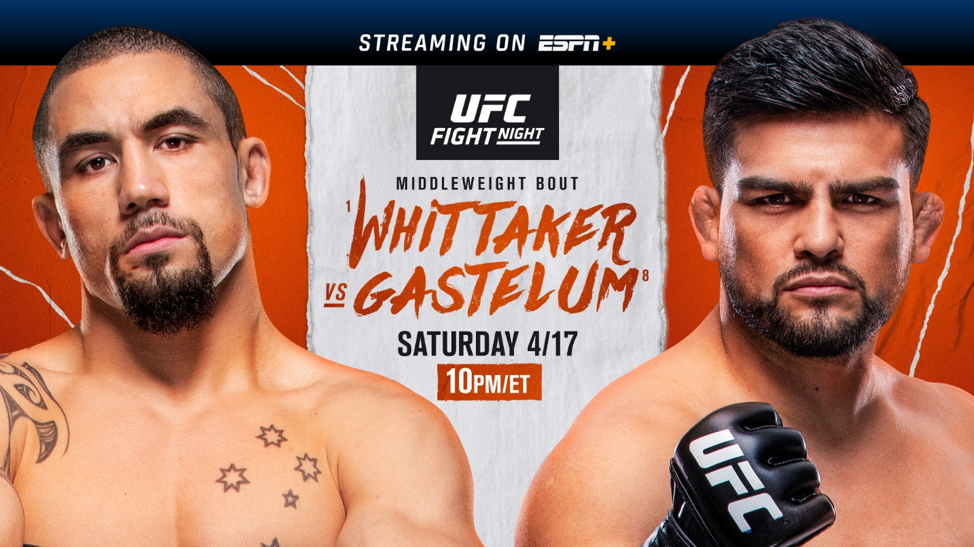 STREAMING ON ESPN+
UFC
FIGHT NIGHT
MIDDLEWEIGHT BOUT
1 WHITTAKER
VS GASTELUM 8
SATURDAY 4/17
10PM/ET
UFC